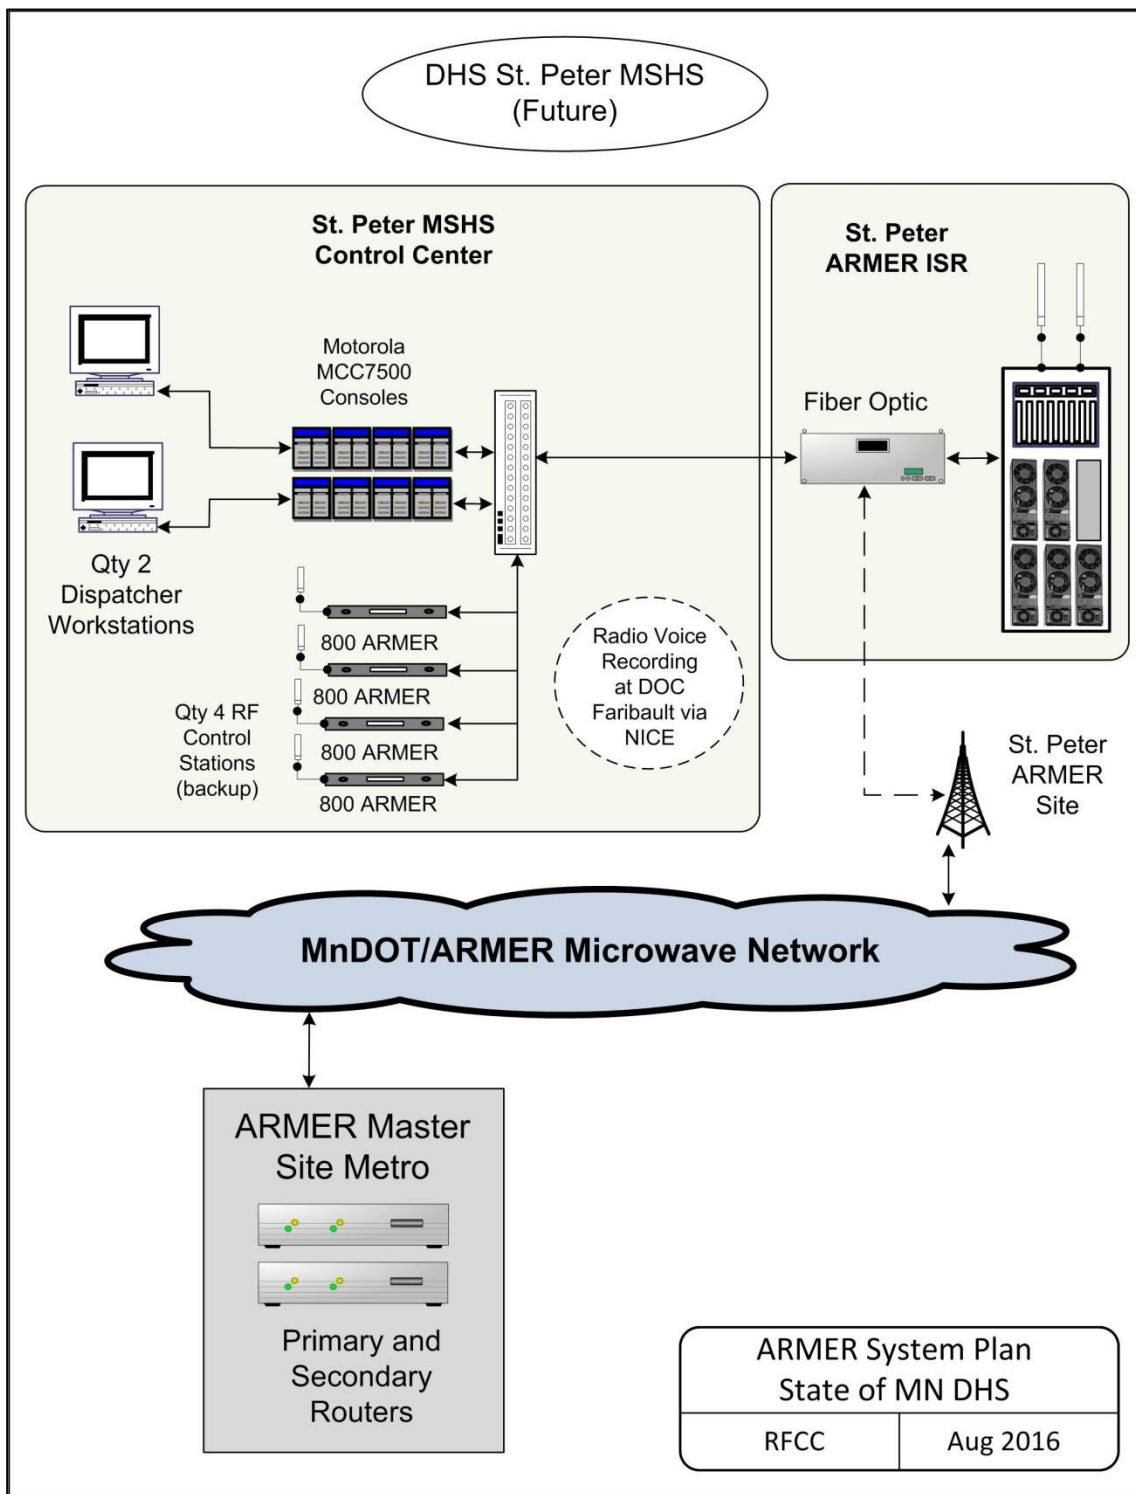 DHS St. Peter MSHS
(Future)
St. Peter MSHS
Control Center
Motorola
MCC7500
Consoles
Qty 2
Dispatcher
Workstations
800 ARMER
800 ARMER
800 ARMER
800 ARMER
Qty 4 RF
Control
Stations
(backup)
Radio Voice
Recording
at DOC
Faribault via
NICE
St. Peter
ARMER ISR
Fiber Optic
St. Peter
ARMER
Site
MnDOT/ARMER Microwave Network
ARMER Master
Site Metro
Primary and
Secondary
Routers
ARMER System Plan
State of MN DHS
RFCC
Aug 2016